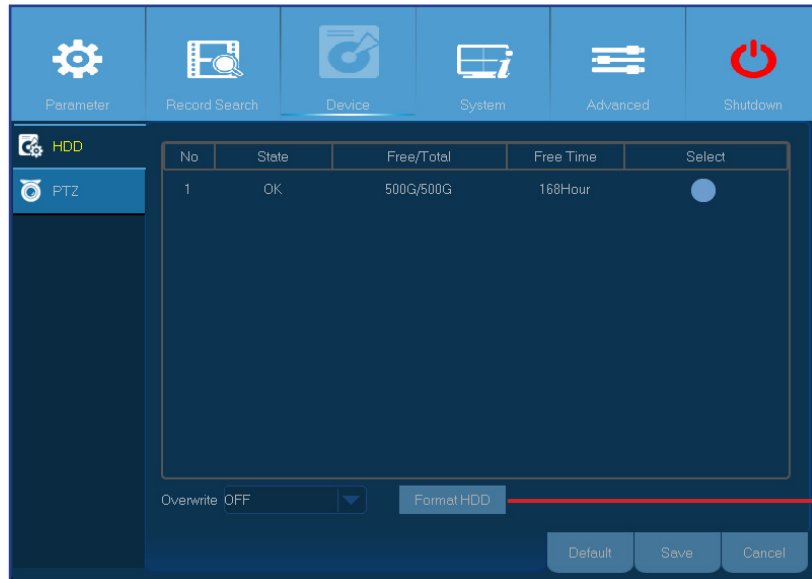 Parameter Record Search Device System Advanced Shutdown
HDD
PTZ
No State Free/Total Free Time Select
1 OK 500G/500G 168Hour
Overwrite OFF Format HDD
Default Save Cancel